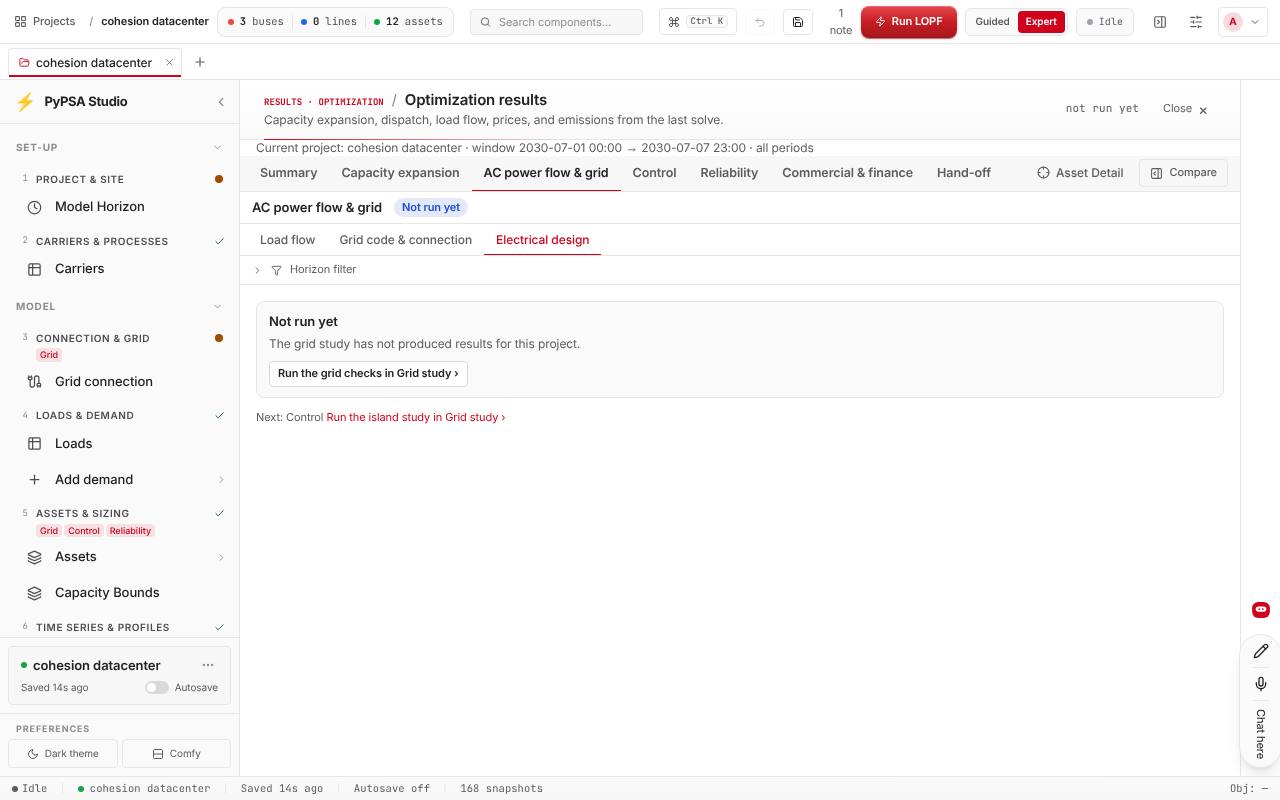 Projects / cohesion datacenter
3 buses 0 lines 12 assets
Search components...
⌘ Ctrl K
1 note
Run LOPF
Guided Expert
Idle
A
cohesion datacenter
PyPSA Studio
SET-UP
1 PROJECT & SITE
Model Horizon
2 CARRIERS & PROCESSES
Carriers
MODEL
3 CONNECTION & GRID
Grid
Grid connection
4 LOADS & DEMAND
Loads
Add demand
5 ASSETS & SIZING
Grid Control Reliability
Assets
Capacity Bounds
6 TIME SERIES & PROFILES
cohesion datacenter
Saved 14s ago Autosave
PREFERENCES
Dark theme Comfy
RESULTS · OPTIMIZATION / Optimization results
Capacity expansion, dispatch, load flow, prices, and emissions from the last solve.
not run yet Close ×
Current project: cohesion datacenter · window 2030-07-01 00:00 → 2030-07-07 23:00 · all periods
Summary Capacity expansion AC power flow & grid Control Reliability Commercial & finance Hand-off Asset Detail Compare
AC power flow & grid Not run yet
Load flow Grid code & connection Electrical design
Horizon filter
Not run yet
The grid study has not produced results for this project.
Run the grid checks in Grid study ›
Next: Control Run the island study in Grid study ›
Chat here
Idle cohesion datacenter Saved 14s ago Autosave off 168 snapshots Obj: —